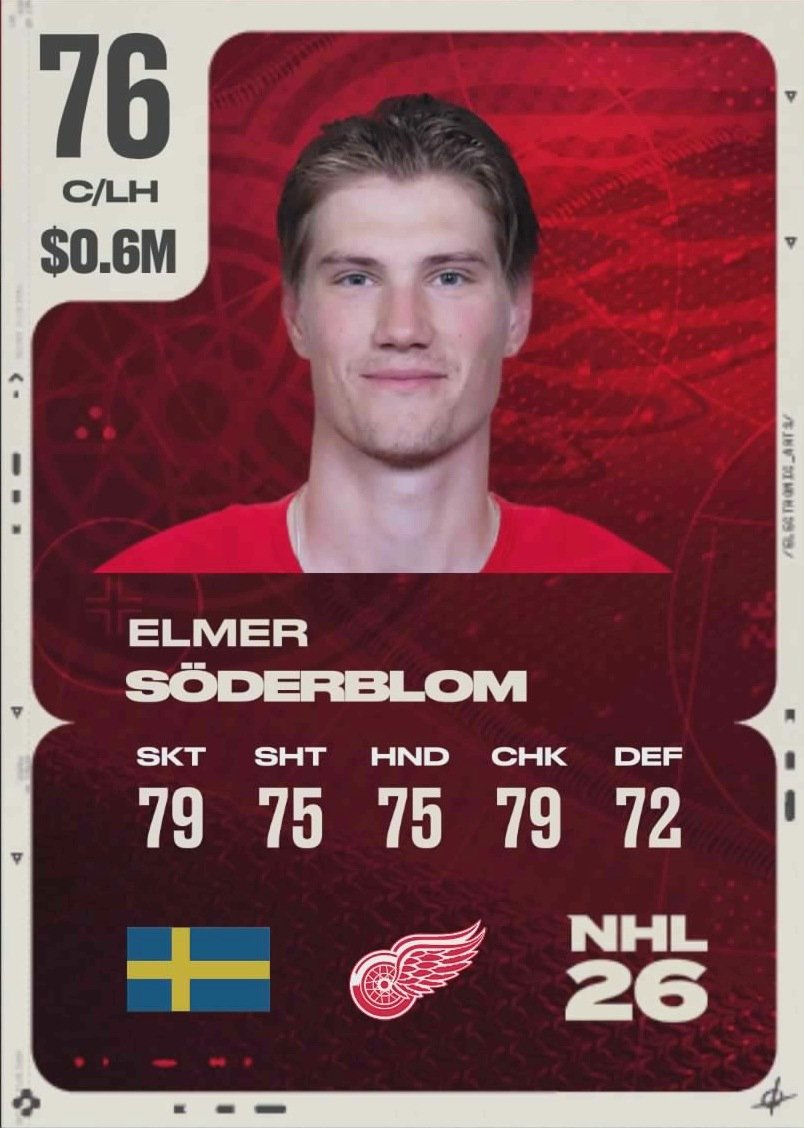 76
C/LH
$0.6M
ELMER
SÖDERBLOM
SKT SHT HND CHK DEF
79 75 75 79 72
NHL
26